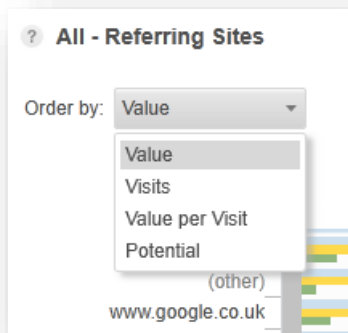 ? All - Referring Sites
Order by: Value
Value
Visits
Value per Visit
Potential
(other)
www.google.co.uk